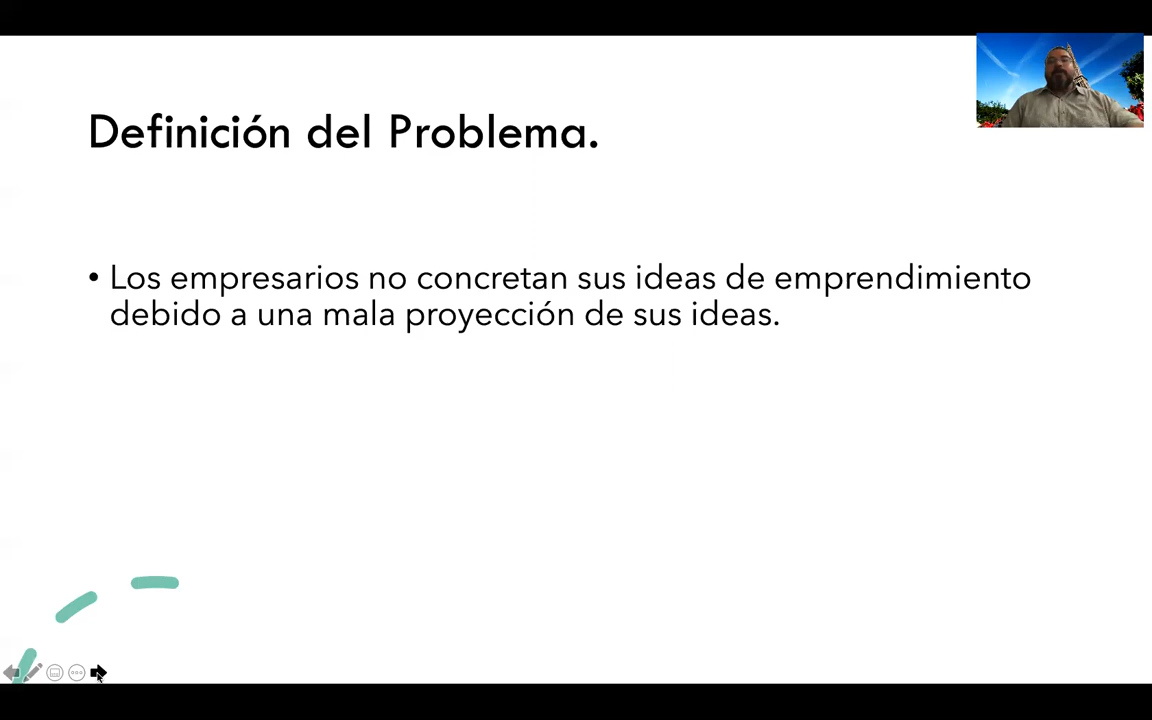 Definición del Problema.
• Los empresarios no concretan sus ideas de emprendimiento
debido a una mala proyección de sus ideas.